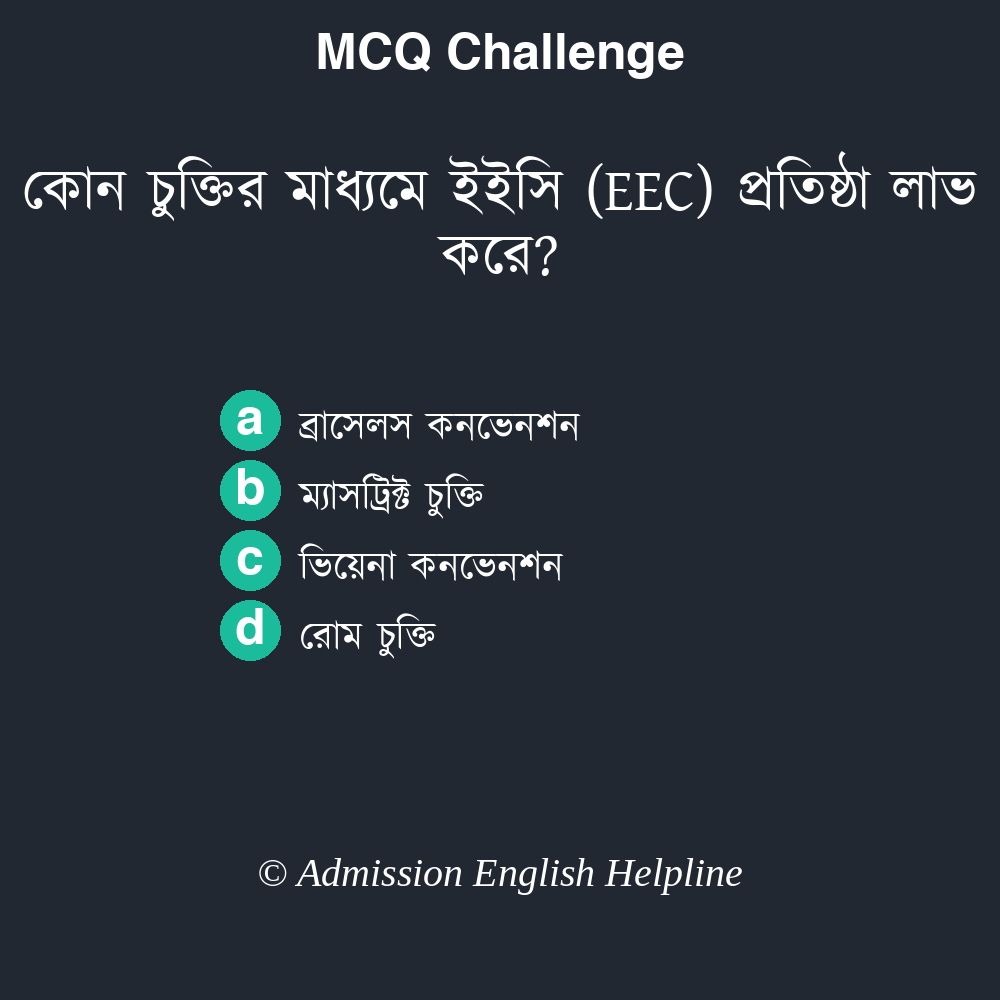 MCQ Challenge
কোন চুক্তির মাধ্যমে ইইসি (EEC) প্রতিষ্ঠা লাভ
করে?
a ব্রাসেলস কনভেনশন
b ম্যাসট্রিক্ট চুক্তি
c ভিয়েনা কনভেনশন
d রোম চুক্তি
© Admission English Helpline